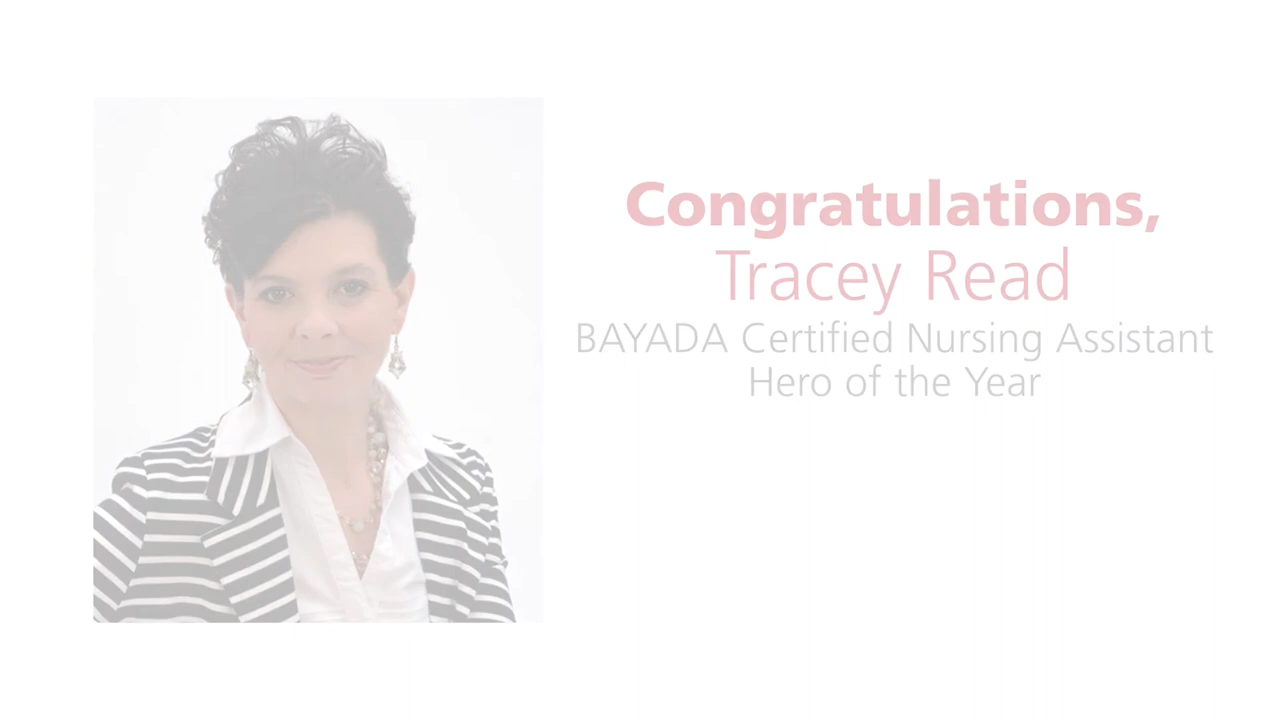 Congratulations,
Tracey Read
BAYADA Certified Nursing Assistant
Hero of the Year